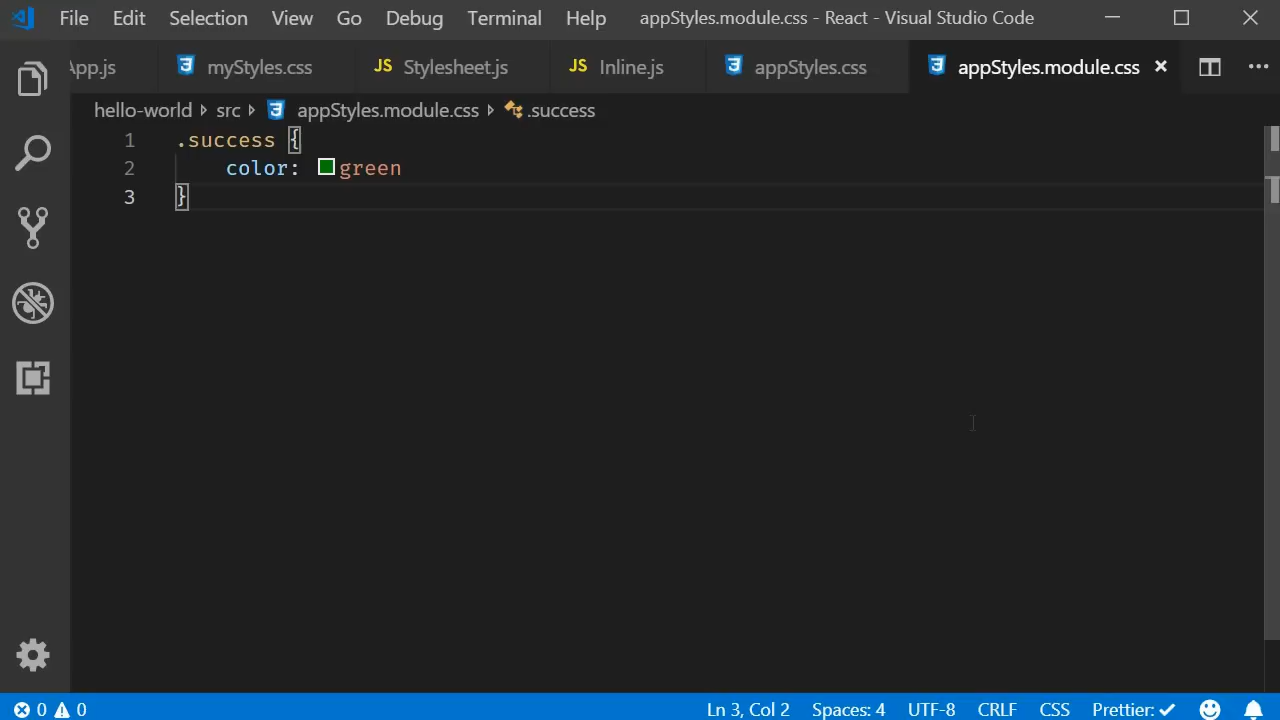 File Edit Selection View Go Debug Terminal Help appStyles.module.css - React - Visual Studio Code
App.js myStyles.css JS Stylesheet.js JS Inline.js appStyles.css appStyles.module.css
hello-world src appStyles.module.css .success
1 .success {
2 color: green
3 }
0 0 Ln 3, Col 2 Spaces: 4 UTF-8 CRLF CSS Prettier: